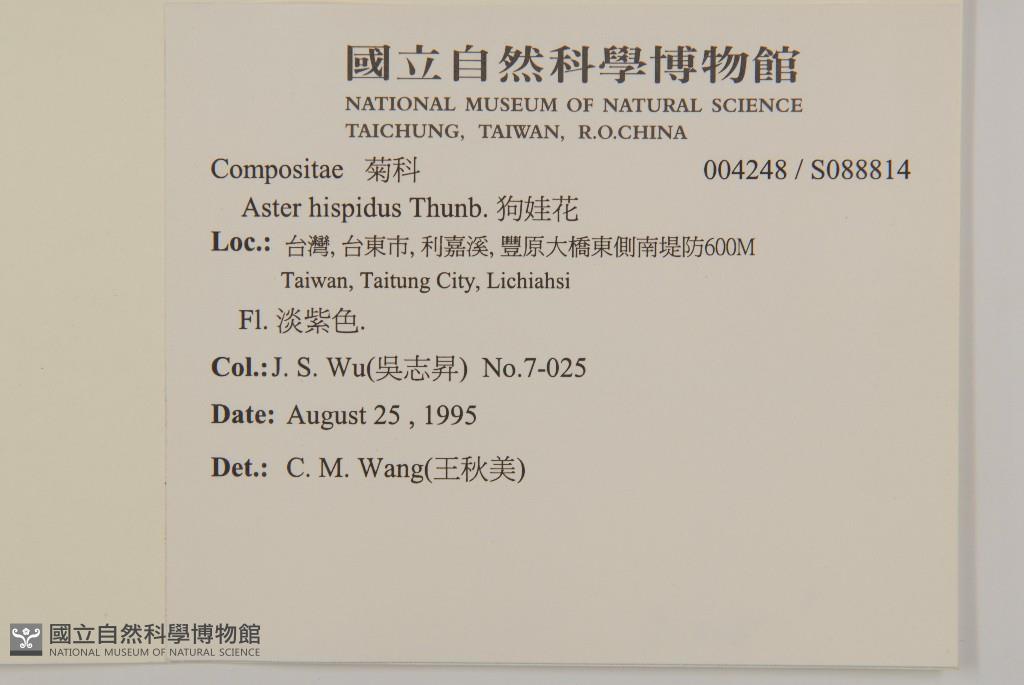 國立自然科學博物館
NATIONAL MUSEUM OF NATURAL SCIENCE
TAICHUNG, TAIWAN, R.O.CHINA
Compositae 菊科 004248 / S088814
Aster hispidus Thunb. 狗娃花
Loc.: 台灣, 台東市, 利嘉溪, 豐原大橋東側南堤防600M
Taiwan, Taitung City, Lichiahsi
Fl. 淡紫色.
Col.:J. S. Wu(吳志昇) No.7-025
Date: August 25 , 1995
Det.: C. M. Wang(王秋美)
國立自然科學博物館
NATIONAL MUSEUM OF NATURAL SCIENCE